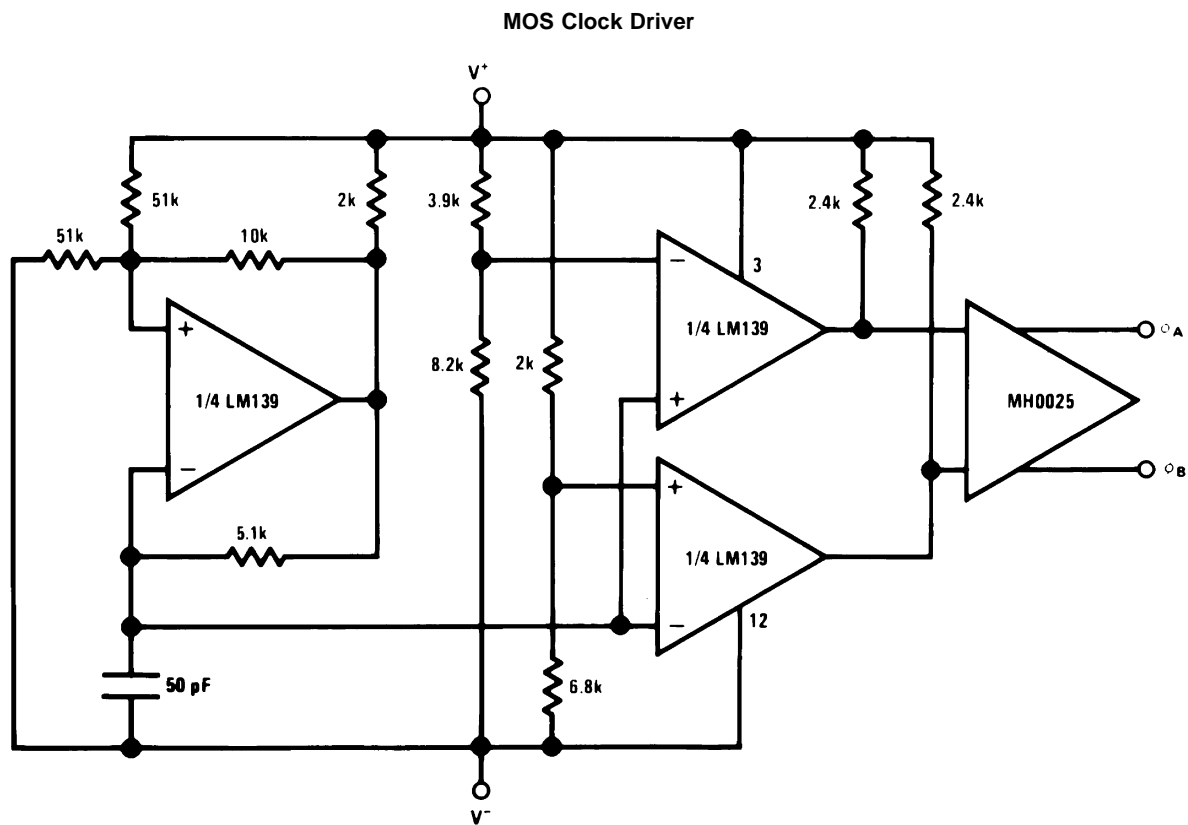 MOS Clock Driver
V+
51k
2k
3.9k
2.4k
2.4k
51k
10k
3
+
−
1/4 LM139
φA
1/4 LM139
8.2k
2k
MH0025
+
−
+
φB
5.1k
1/4 LM139
−
12
50 pF
6.8k
V−